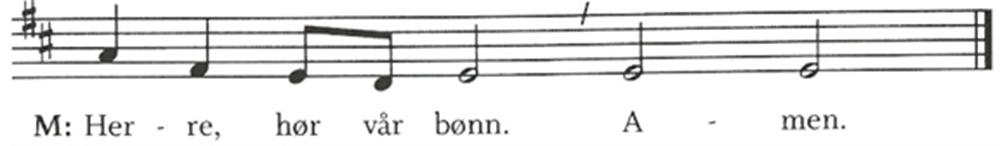 M: Her - re, hør vår bønn. A - men.